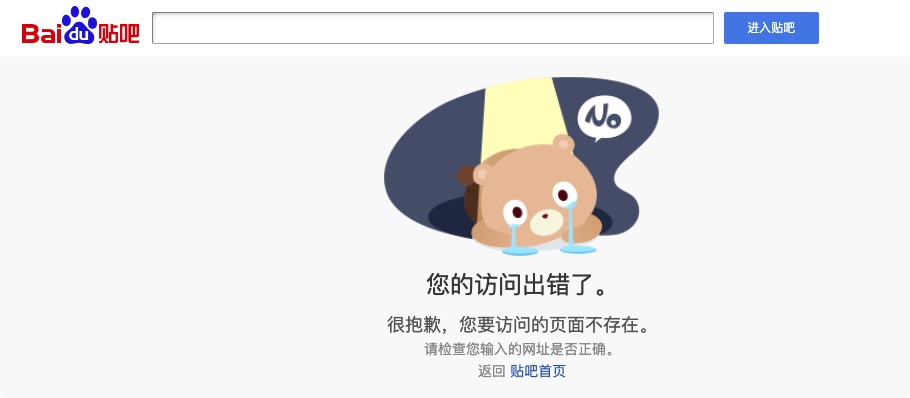 Bai du 贴吧
进入贴吧
No
您的访问出错了。
很抱歉，您要访问的页面不存在。
请检查您输入的网址是否正确。
返回 贴吧首页